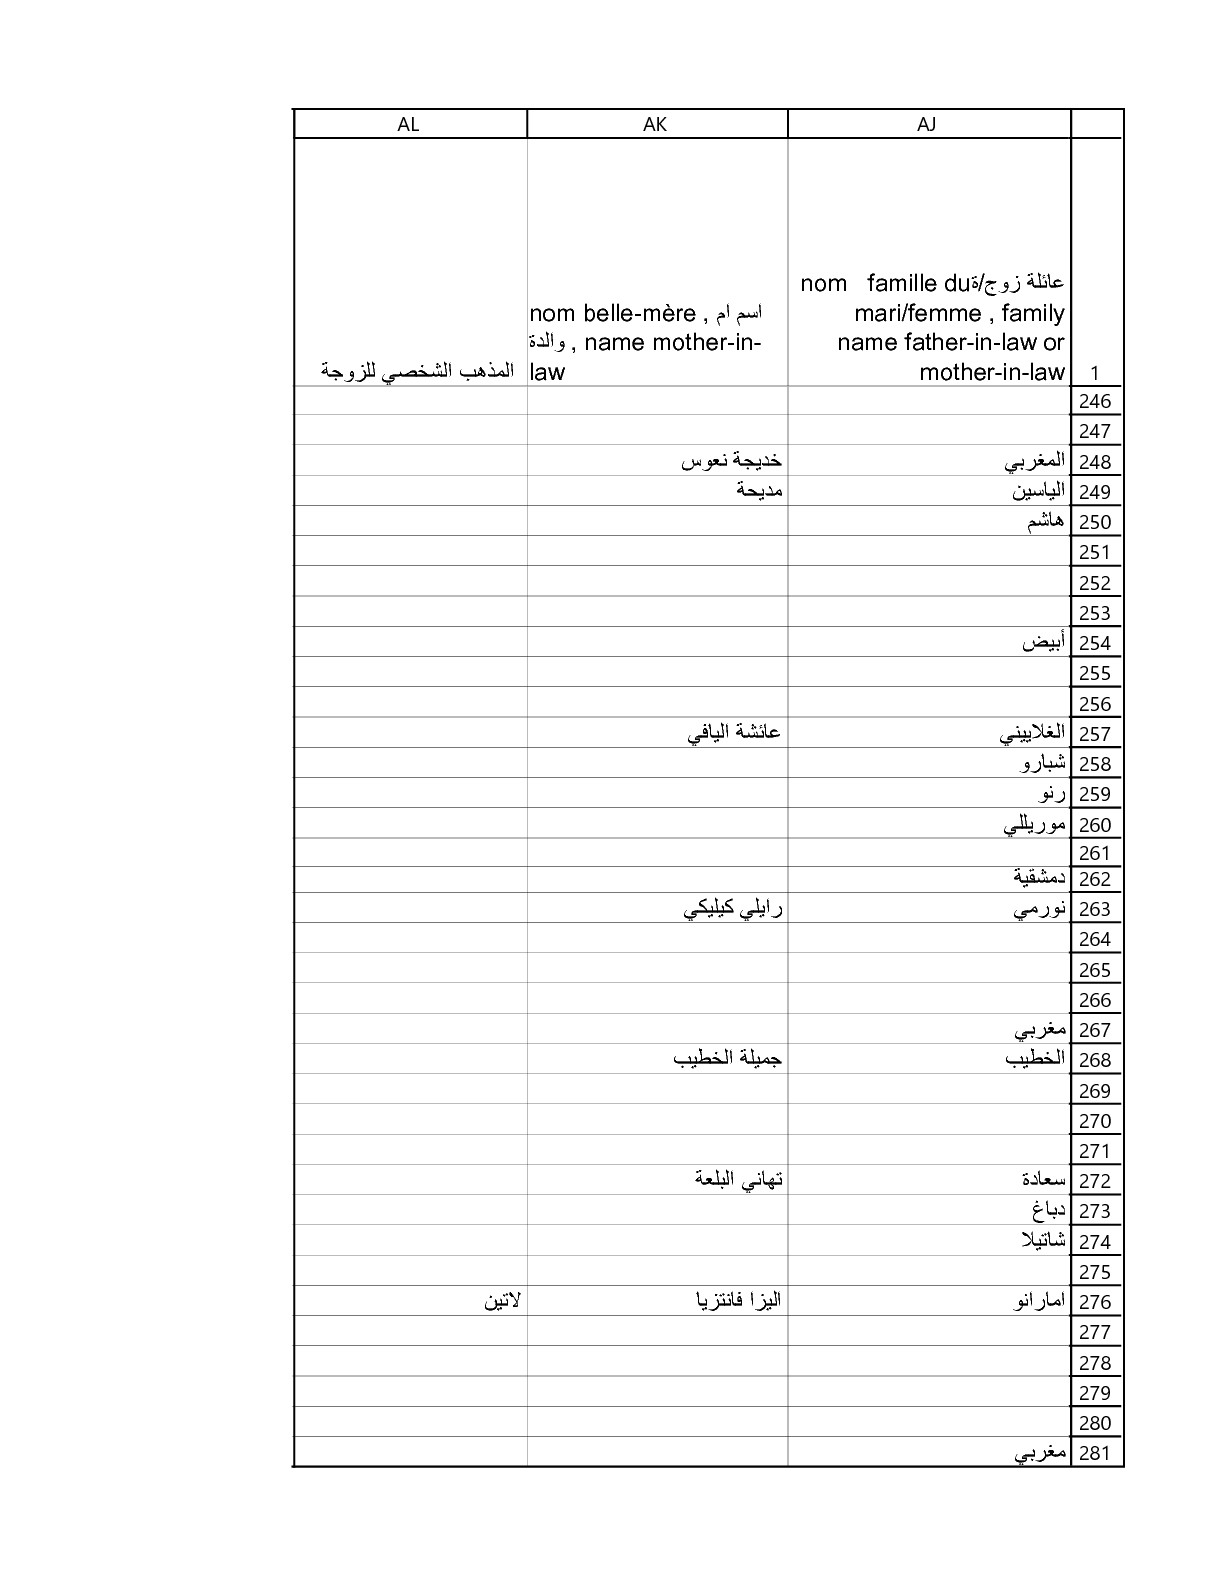 AJ AK AL
عائلة زوج/ة nom famille du
mari/femme , family
name father-in-law or
mother-in-law
nom belle-mère , اسم ام
والدة , name mother-in-
law
المذهب الشخصي للزوجة
1
246
247
248 المغربي خديجة نعوس
249 الياسين مديحة
250 هاشم
251
252
253
254 أبيض
255
256
257 الغلاييني عائشة اليافي
258 شبارو
259 رنو
260 موريللي
261
262 دمشقية
263 نورمي رايلي كيليكي
264
265
266
267 مغربي
268 الخطيب جميلة الخطيب
269
270
271
272 سعادة تهاني البلعة
273 دباغ
274 شاتيلا
275
276 امارانو اليزا فانتزيا لاتين
277
278
279
280
281 مغربي